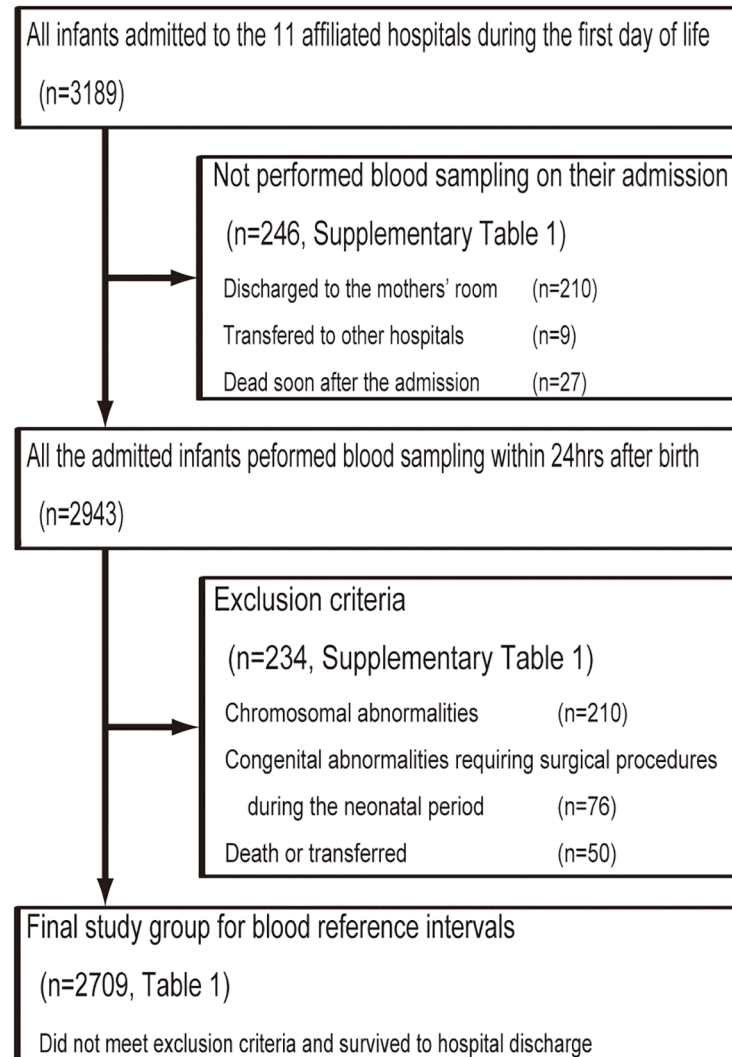 All infants admitted to the 11 affiliated hospitals during the first day of life
(n=3189)
Not performed blood sampling on their admission
(n=246, Supplementary Table 1)
Discharged to the mothers' room (n=210)
Transfered to other hospitals (n=9)
Dead soon after the admission (n=27)
All the admitted infants peformed blood sampling within 24hrs after birth
(n=2943)
Exclusion criteria
(n=234, Supplementary Table 1)
Chromosomal abnormalities (n=210)
Congenital abnormalities requiring surgical procedures
during the neonatal period (n=76)
Death or transferred (n=50)
Final study group for blood reference intervals
(n=2709, Table 1)
Did not meet exclusion criteria and survived to hospital discharge